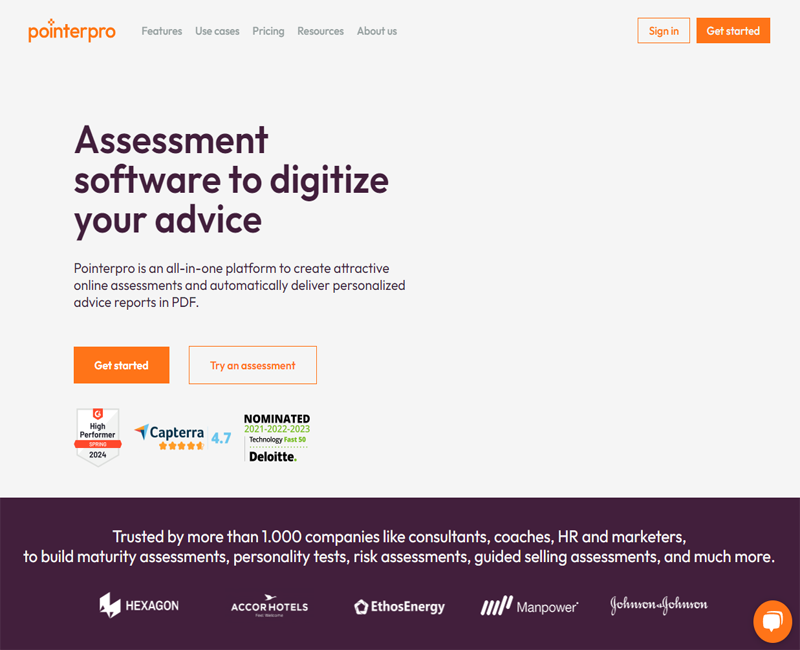 pointerpro
Features Use cases Pricing Resources About us
Sign in
Get started
Assessment
software to digitize
your advice
Pointerpro is an all-in-one platform to create attractive
online assessments and automatically deliver personalized
advice reports in PDF.
Get started
Try an assessment
High
Performer
SPRING
2024
Capterra
4.7
NOMINATED
2021-2022-2023
Technology Fast 50
Deloitte.
Trusted by more than 1.000 companies like consultants, coaches, HR and marketers,
to build maturity assessments, personality tests, risk assessments, guided selling assessments, and much more.
HEXAGON
ACCORHOTELS
Feel Welcome
EthosEnergy
Manpower
Johnson & Johnson